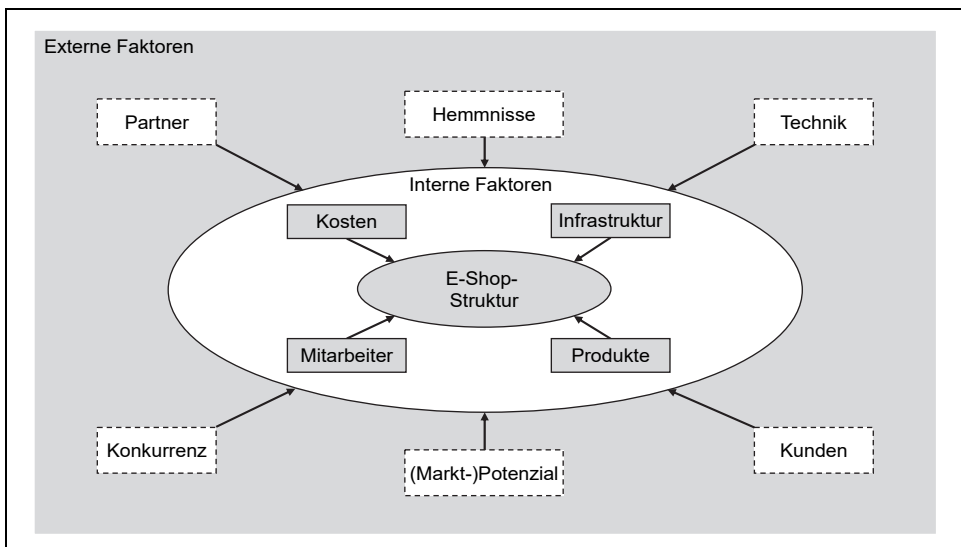 Externe Faktoren
Partner
Hemmnisse
Technik
Interne Faktoren
Kosten
Infrastruktur
E-Shop-
Struktur
Mitarbeiter
Produkte
Konkurrenz
(Markt-)Potenzial
Kunden